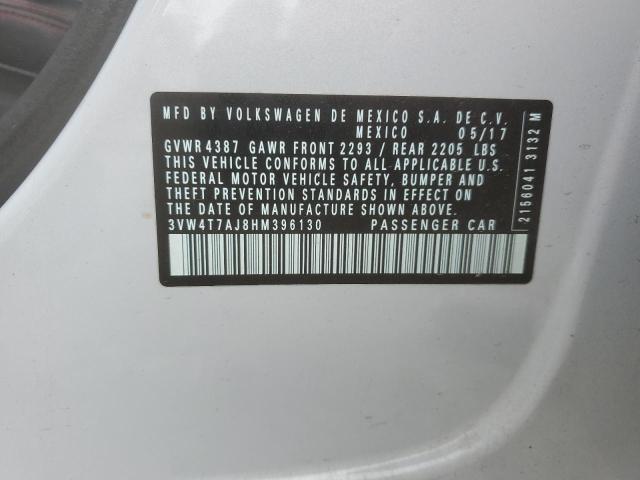 MFD BY VOLKSWAGEN DE MEXICO S.A. DE C.V.
MEXICO 05/17
GVWR 4387 GAWR FRONT 2293 / REAR 2205 LBS
THIS VEHICLE CONFORMS TO ALL APPLICABLE U.S.
FEDERAL MOTOR VEHICLE SAFETY, BUMPER AND
THEFT PREVENTION STANDARDS IN EFFECT ON
THE DATE OF MANUFACTURE SHOWN ABOVE.
3VW4T7AJ8HM396130 PASSENGER CAR
2156041 3132 M